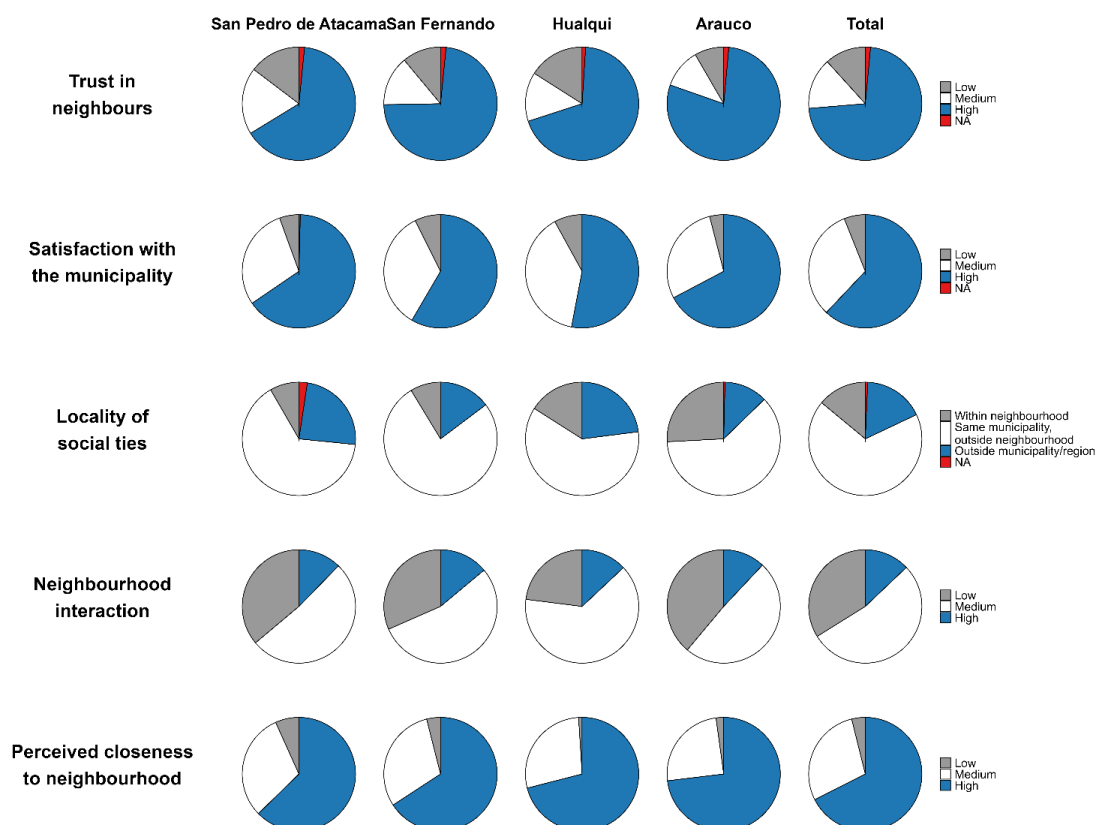 San Pedro de Atacama San Fernando Hualqui Arauco Total
Trust in
neighbours
Low
Medium
High
NA
Satisfaction with
the municipality
Low
Medium
High
NA
Locality of
social ties
Within neighbourhood
Same municipality,
outside neighbourhood
Outside municipality/region
NA
Neighbourhood
interaction
Low
Medium
High
Perceived closeness
to neighbourhood
Low
Medium
High